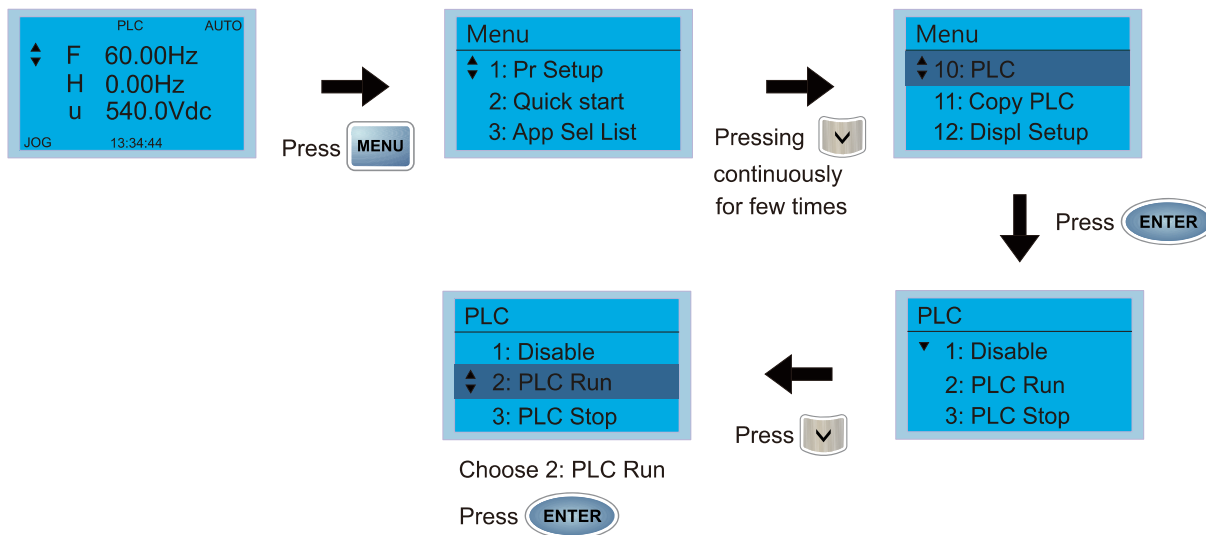 PLC AUTO
F 60.00Hz
H 0.00Hz
u 540.0Vdc
JOG 13:34:44
Press MENU
Menu
1: Pr Setup
2: Quick start
3: App Sel List
Pressing
continuously
for few times
Menu
10: PLC
11: Copy PLC
12: Displ Setup
Press ENTER
PLC
1: Disable
2: PLC Run
3: PLC Stop
Press
PLC
1: Disable
2: PLC Run
3: PLC Stop
Choose 2: PLC Run
Press ENTER